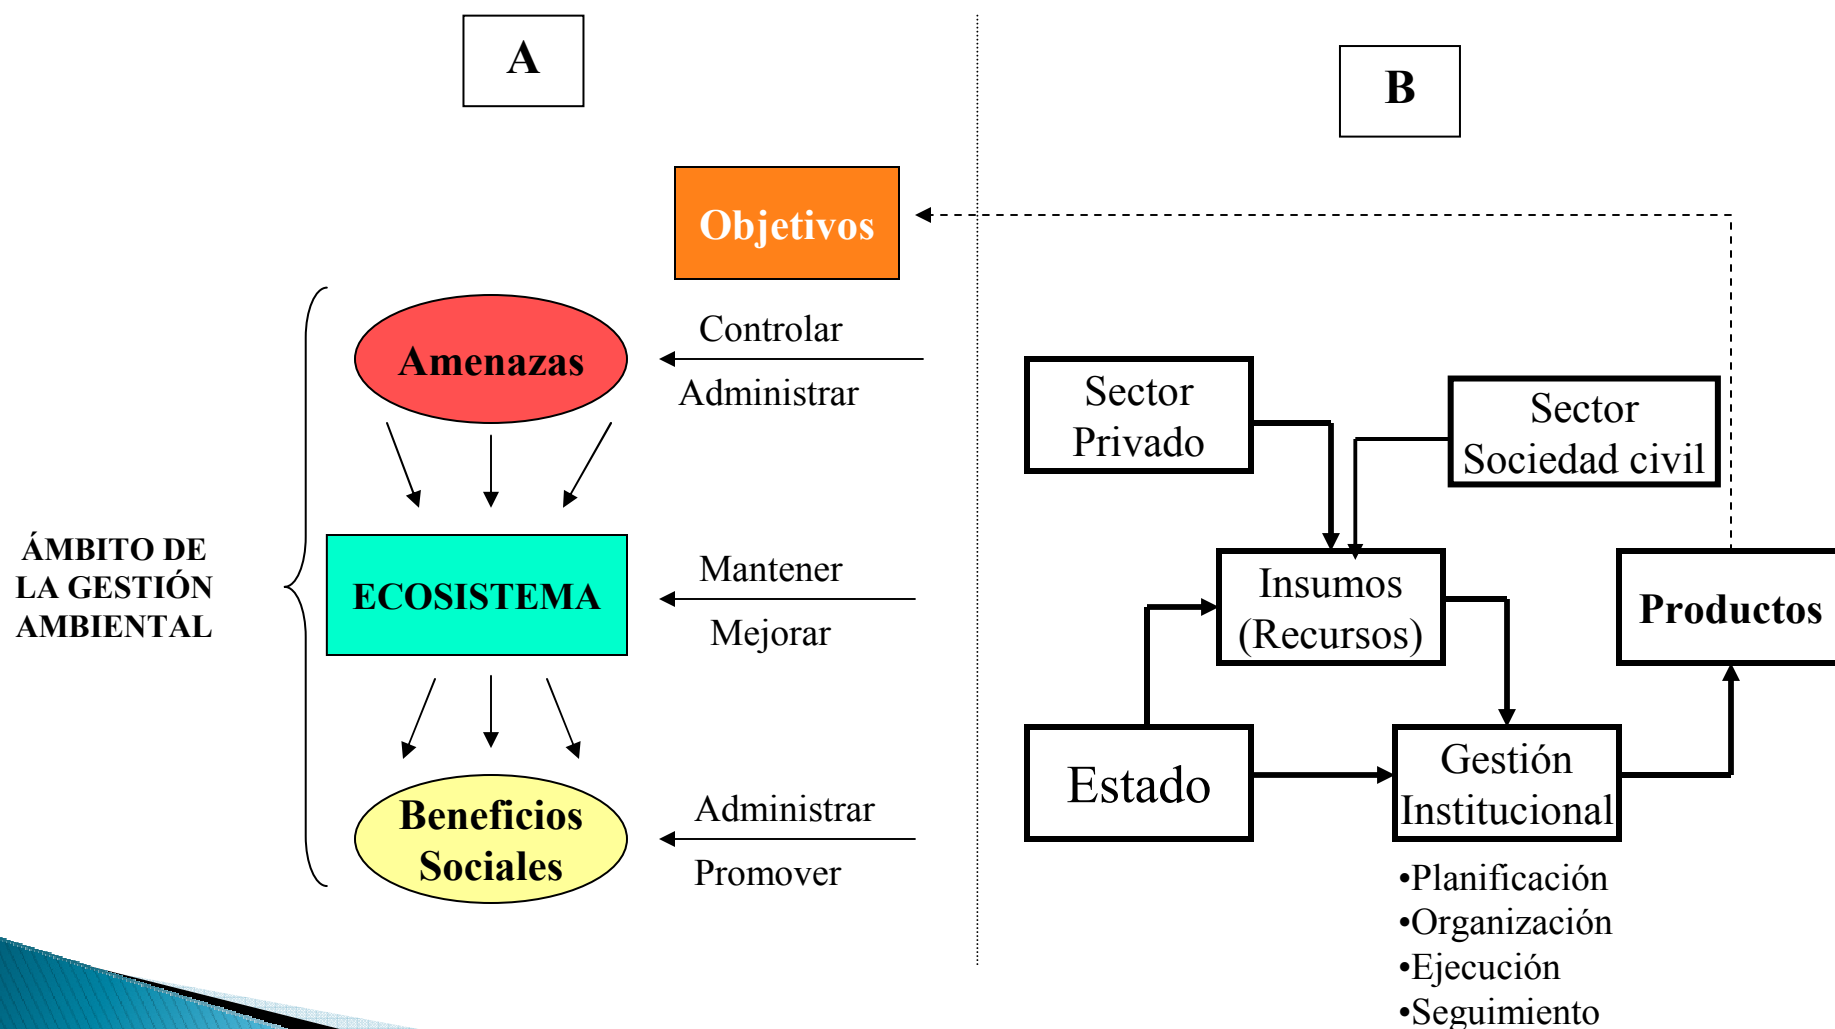 A
B
Objetivos
Controlar
Amenazas
Administrar
Sector
Privado
Sector
Sociedad civil
ÁMBITO DE
LA GESTIÓN
AMBIENTAL
ECOSISTEMA
Mantener
Mejorar
Insumos
(Recursos)
Productos
Beneficios
Sociales
Administrar
Promover
Estado
Gestión
Institucional
•Planificación
•Organización
•Ejecución
•Seguimiento